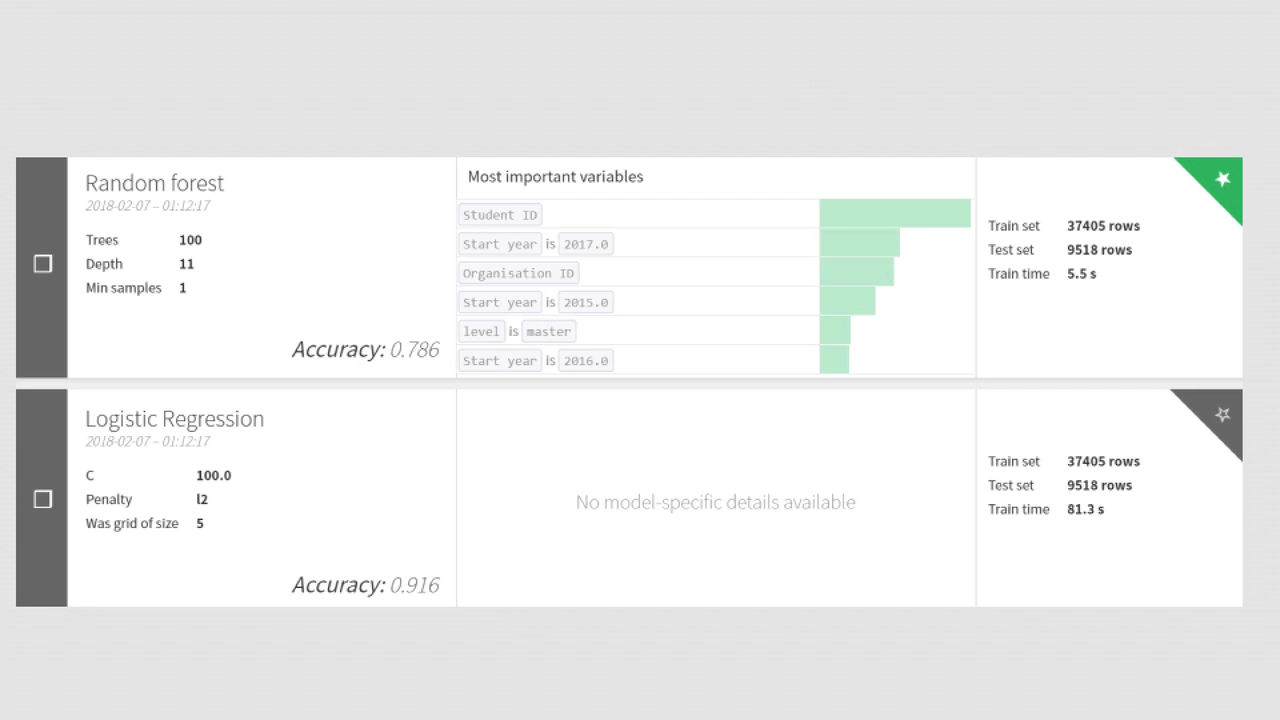 Random forest
2018-02-07 – 01:12:17
Trees 100
Depth 11
Min samples 1
Accuracy: 0.786
Most important variables
Student ID
Start year is 2017.0
Organisation ID
Start year is 2015.0
level is master
Start year is 2016.0
Train set 37405 rows
Test set 9518 rows
Train time 5.5 s
Logistic Regression
2018-02-07 – 01:12:17
C 100.0
Penalty l2
Was grid of size 5
Accuracy: 0.916
No model-specific details available
Train set 37405 rows
Test set 9518 rows
Train time 81.3 s